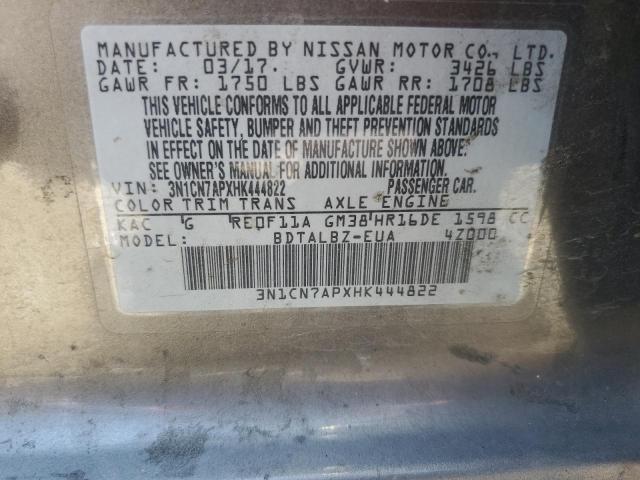 MANUFACTURED BY NISSAN MOTOR CO., LTD.
DATE: 03/17. GVWR: 3426 LBS
GAWR FR: 1750 LBS GAWR RR: 1708 LBS
THIS VEHICLE CONFORMS TO ALL APPLICABLE FEDERAL MOTOR
VEHICLE SAFETY, BUMPER AND THEFT PREVENTION STANDARDS
IN EFFECT ON THE DATE OF MANUFACTURE SHOWN ABOVE.
SEE OWNER'S MANUAL FOR ADDITIONAL INFORMATION.
VIN: 3N1CN7APXHK444822 PASSENGER CAR.
COLOR TRIM TRANS AXLE ENGINE
KAC G RE0F11A GM38 HR16DE 1598 CC
MODEL: BDTALBZ-EUA 4Z000
3N1CN7APXHK444822